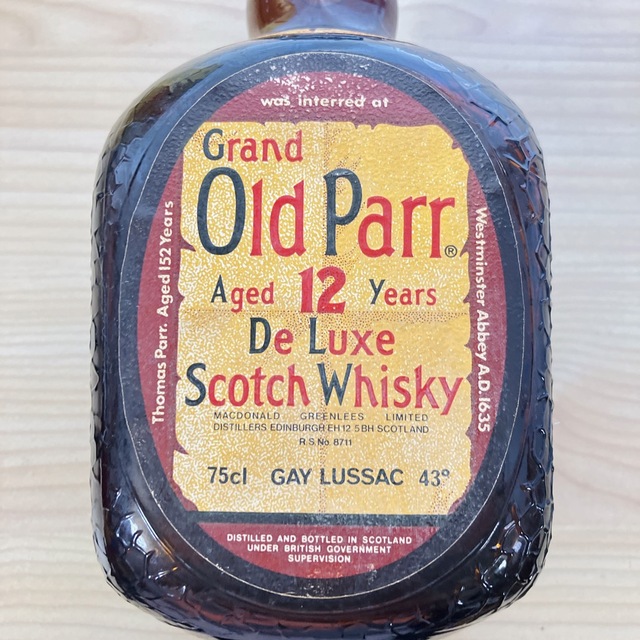 Thomas Parr. Aged 152 Years
was interred at
Westminster Abbey A.D. 1635
Grand
Old Parr®
Aged 12 Years
De Luxe
Scotch Whisky
MACDONALD GREENLEES LIMITED
DISTILLERS EDINBURGH EH12 5BH SCOTLAND
R.S.No. 8711
75cl GAY LUSSAC 43°
DISTILLED AND BOTTLED IN SCOTLAND
UNDER BRITISH GOVERNMENT
SUPERVISION